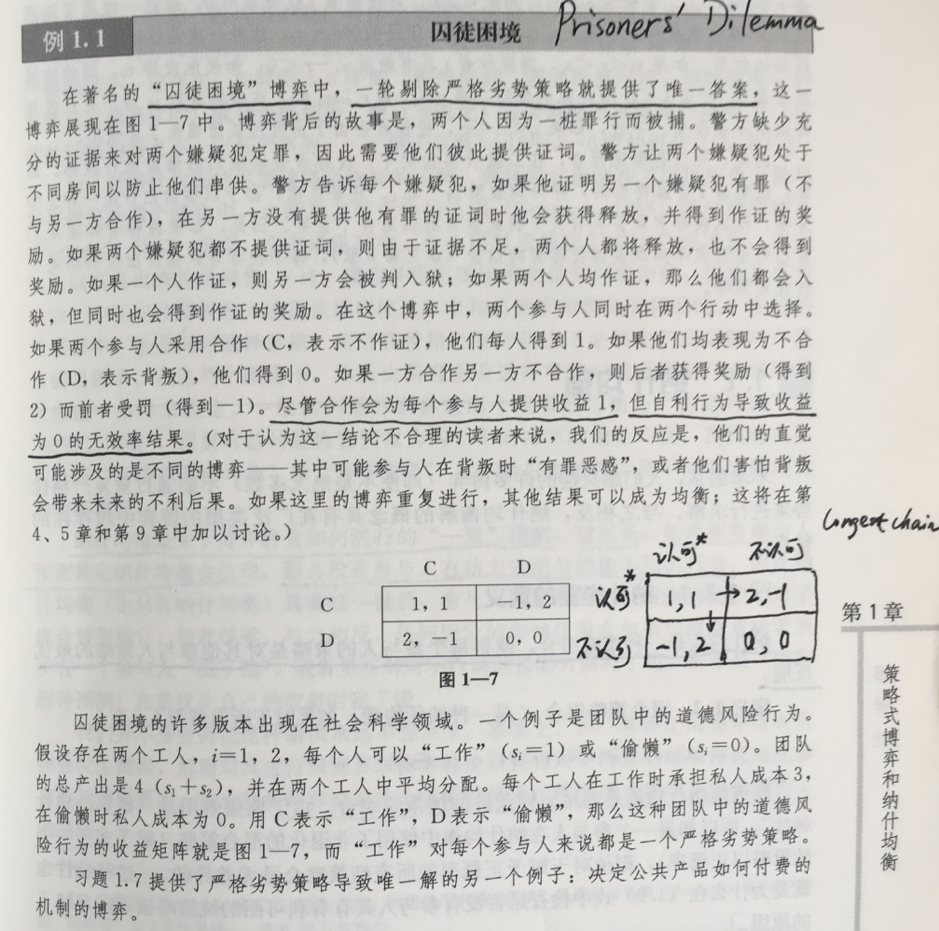 例 1.1
囚徒困境 Prisoners' Dilemma
在著名的“囚徒困境”博弈中，一轮剔除严格劣势策略就提供了唯一答案，这一
博弈展现在图 1—7 中。博弈背后的故事是，两个人因为一桩罪行而被捕。警方缺少充
分的证据来对两个嫌疑犯定罪，因此需要他们彼此提供证词。警方让两个嫌疑犯处于
不同房间以防止他们串供。警方告诉每个嫌疑犯，如果他证明另一个嫌疑犯有罪（不
与另一方合作），在另一方没有提供他有罪的证词时他会获得释放，并得到作证的奖
励。如果两个嫌疑犯都不提供证词，则由于证据不足，两个人都将释放，也不会得到
奖励。如果一个人作证，则另一方会被判入狱；如果两个人均作证，那么他们都会入
狱，但同时也会得到作证的奖励。在这个博弈中，两个参与人同时在两个行动中选择。
如果两个参与人采用合作（C，表示不作证），他们每人得到 1。如果他们均表现为不合
作（D，表示背叛），他们得到 0。如果一方合作另一方不合作，则后者获得奖励（得到
2）而前者受罚（得到－1）。尽管合作会为每个参与人提供收益 1，但自利行为导致收益
为 0 的无效率结果。（对于认为这一结论不合理的读者来说，我们的反应是，他们的直觉
可能涉及的是不同的博弈——其中可能参与人在背叛时“有罪恶感”，或者他们害怕背叛
会带来未来的不利后果。如果这里的博弈重复进行，其他结果可以成为均衡；这将在第
4、5 章和第 9 章中加以讨论。）
Longest chain
C D
C 1，1 －1，2
D 2，－1 0，0
图 1—7
认可* 不认可
认可* 1,1 → 2,-1
不认可 -1,2 0,0
第 1 章
策略式博弈和纳什均衡
囚徒困境的许多版本出现在社会科学领域。一个例子是团队中的道德风险行为。
假设存在两个工人，i＝1，2，每个人可以“工作”（sᵢ＝1）或“偷懒”（sᵢ＝0）。团队
的总产出是 4（s₁＋s₂），并在两个工人中平均分配。每个工人在工作时承担私人成本 3，
在偷懒时私人成本为 0。用 C 表示“工作”，D 表示“偷懒”，那么这种团队中的道德风
险行为的收益矩阵就是图 1—7，而“工作”对每个参与人来说都是一个严格劣势策略。
习题 1.7 提供了严格劣势策略导致唯一解的另一个例子：决定公共产品如何付费的
机制的博弈。